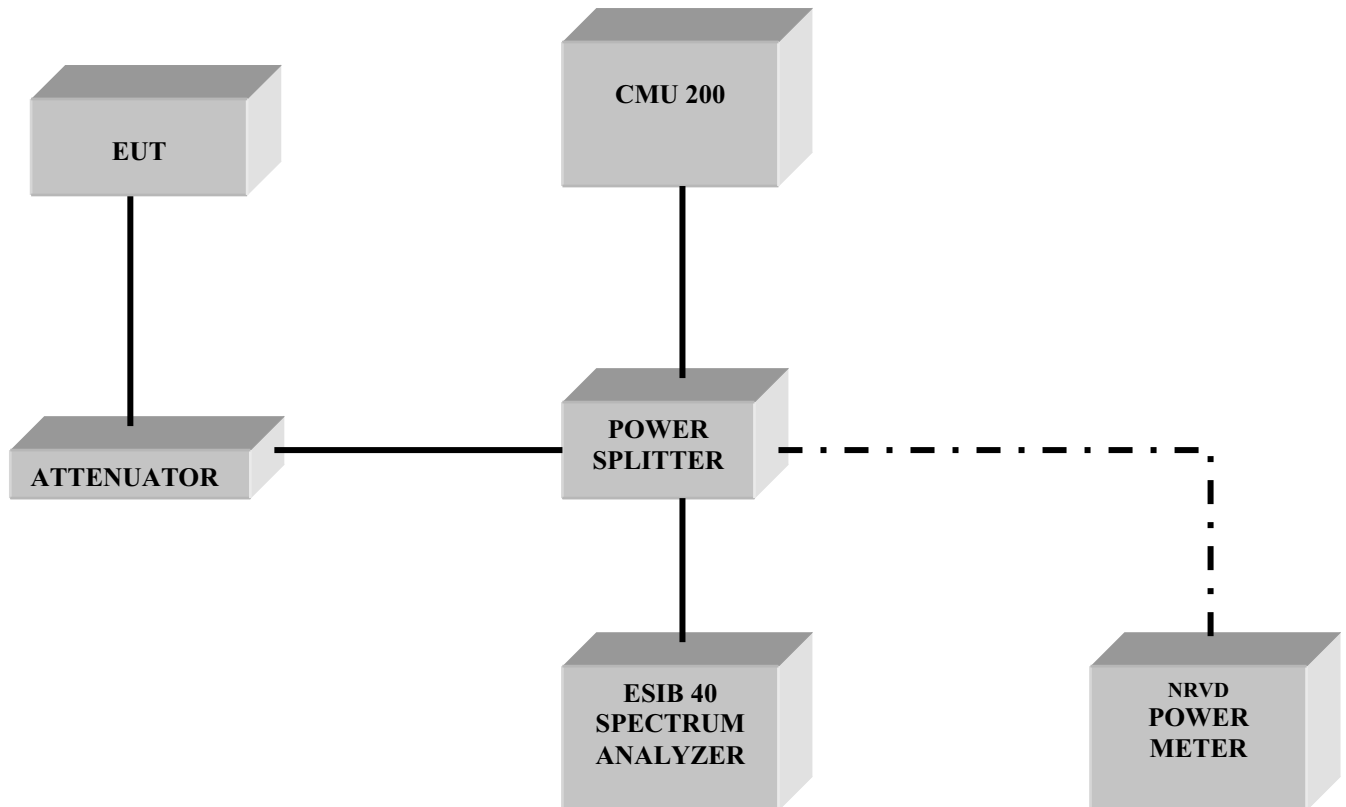 CMU 200
EUT
POWER
SPLITTER
ATTENUATOR
ESIB 40
SPECTRUM
ANALYZER
NRVD
POWER
METER